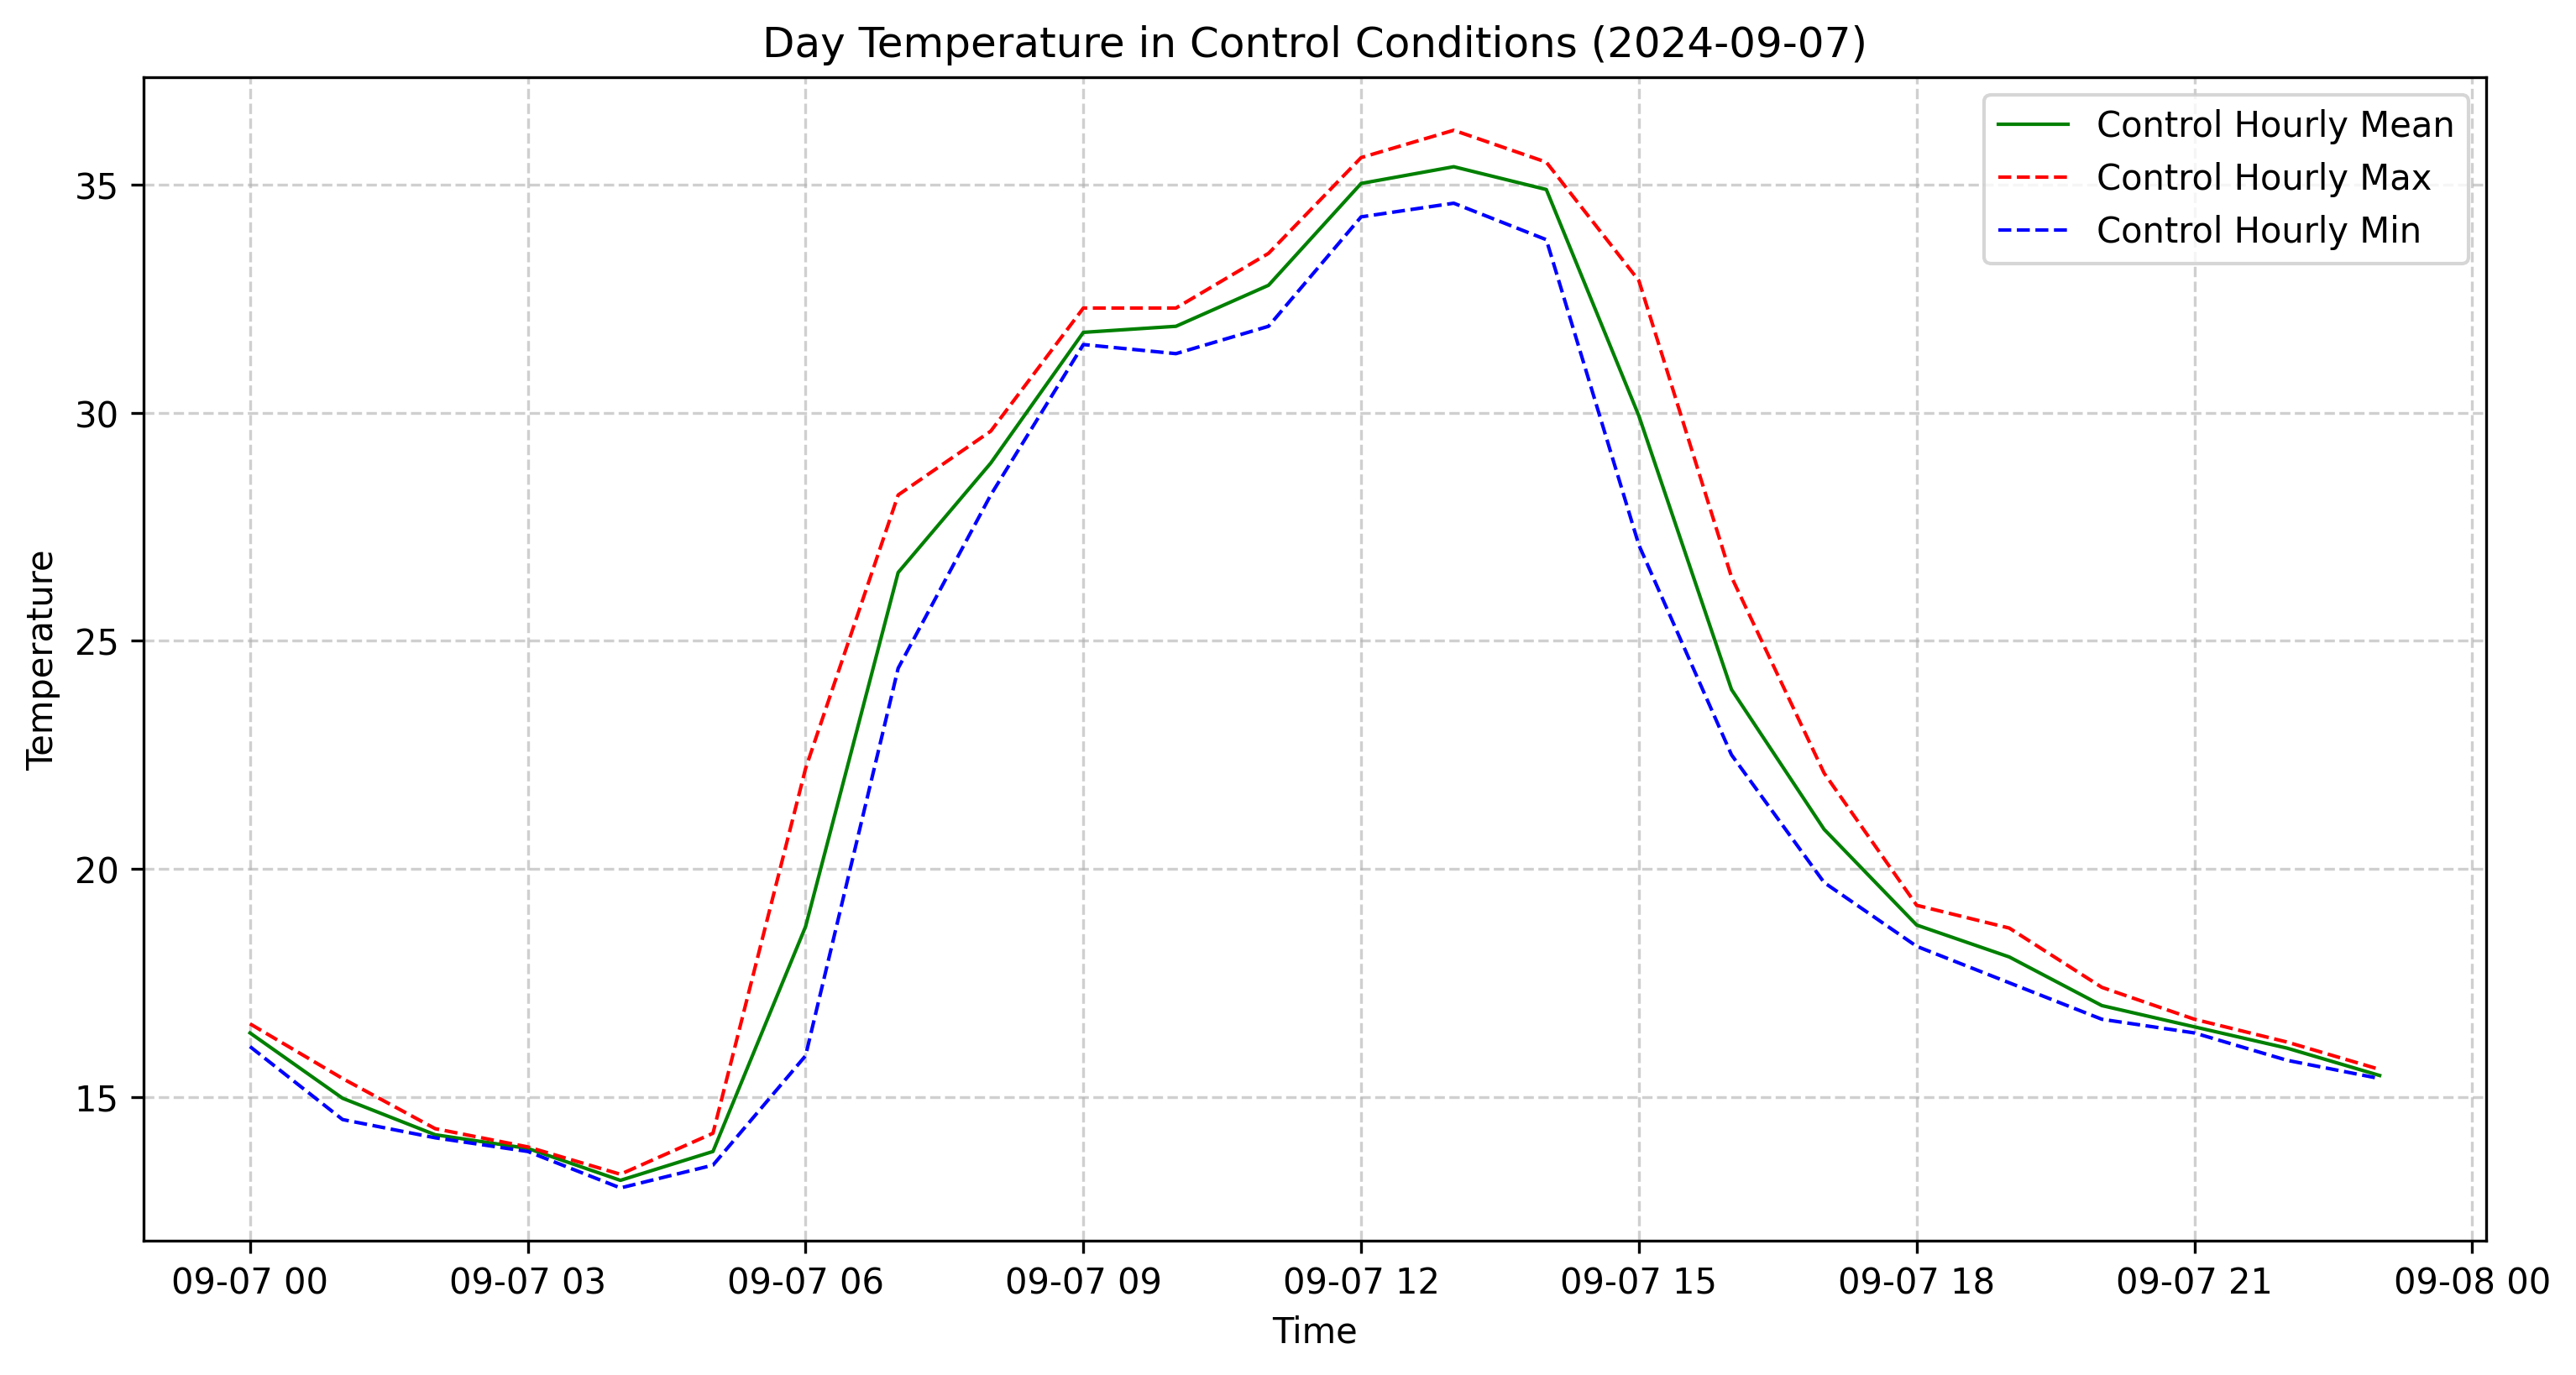 Day Temperature in Control Conditions (2024-09-07)
Control Hourly Mean
Control Hourly Max
Control Hourly Min
35
30
25
20
15
Temperature
09-07 00 09-07 03 09-07 06 09-07 09 09-07 12 09-07 15 09-07 18 09-07 21 09-08 00
Time